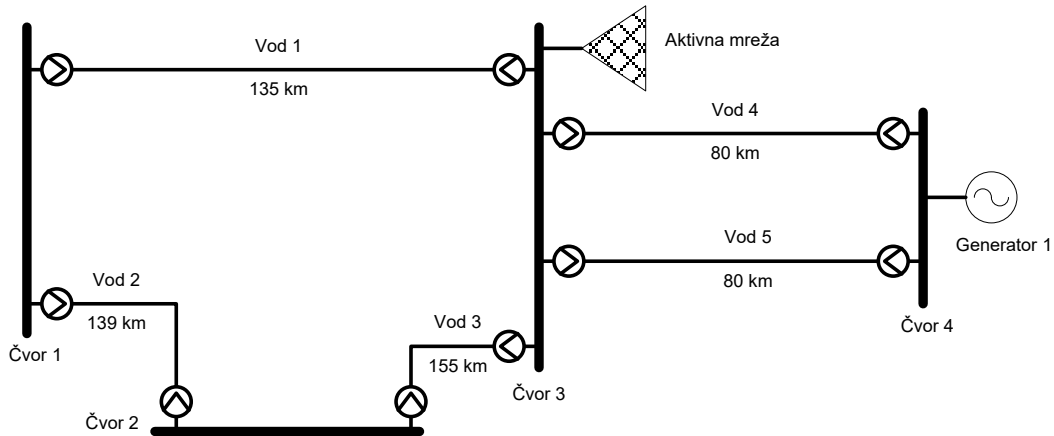 Vod 1
135 km
Aktivna mreža
Vod 4
80 km
Vod 5
80 km
Generator 1
Vod 2
139 km
Vod 3
155 km
Čvor 1
Čvor 2
Čvor 3
Čvor 4